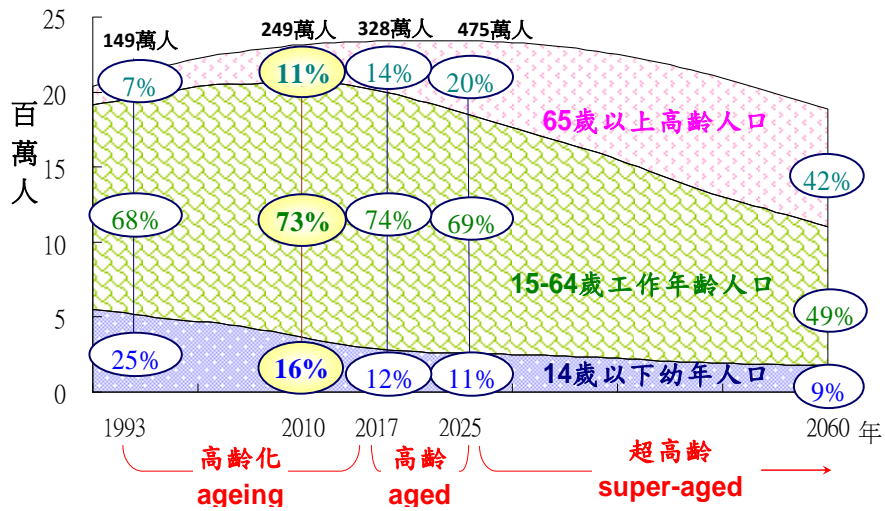 25
20
15
10
5
0
百萬人
149萬人
249萬人
328萬人
475萬人
7%
11%
14%
20%
42%
65歲以上高齡人口
68%
73%
74%
69%
49%
15-64歲工作年齡人口
25%
16%
12%
11%
9%
14歲以下幼年人口
1993
2010
2017
2025
2060
年
高齡化
ageing
高齡
aged
超高齡
super-aged